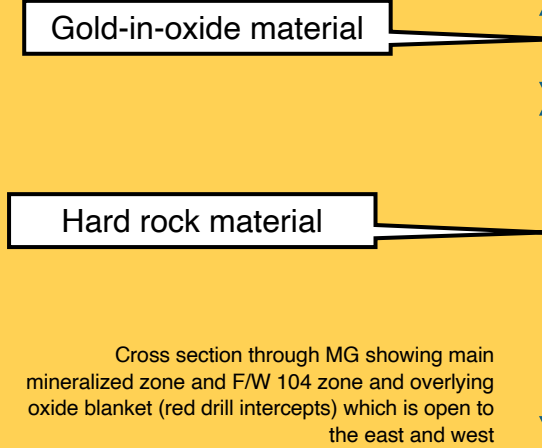 Gold-in-oxide material
Hard rock material
Cross section through MG showing main
mineralized zone and F/W 104 zone and overlying
oxide blanket (red drill intercepts) which is open to
the east and west